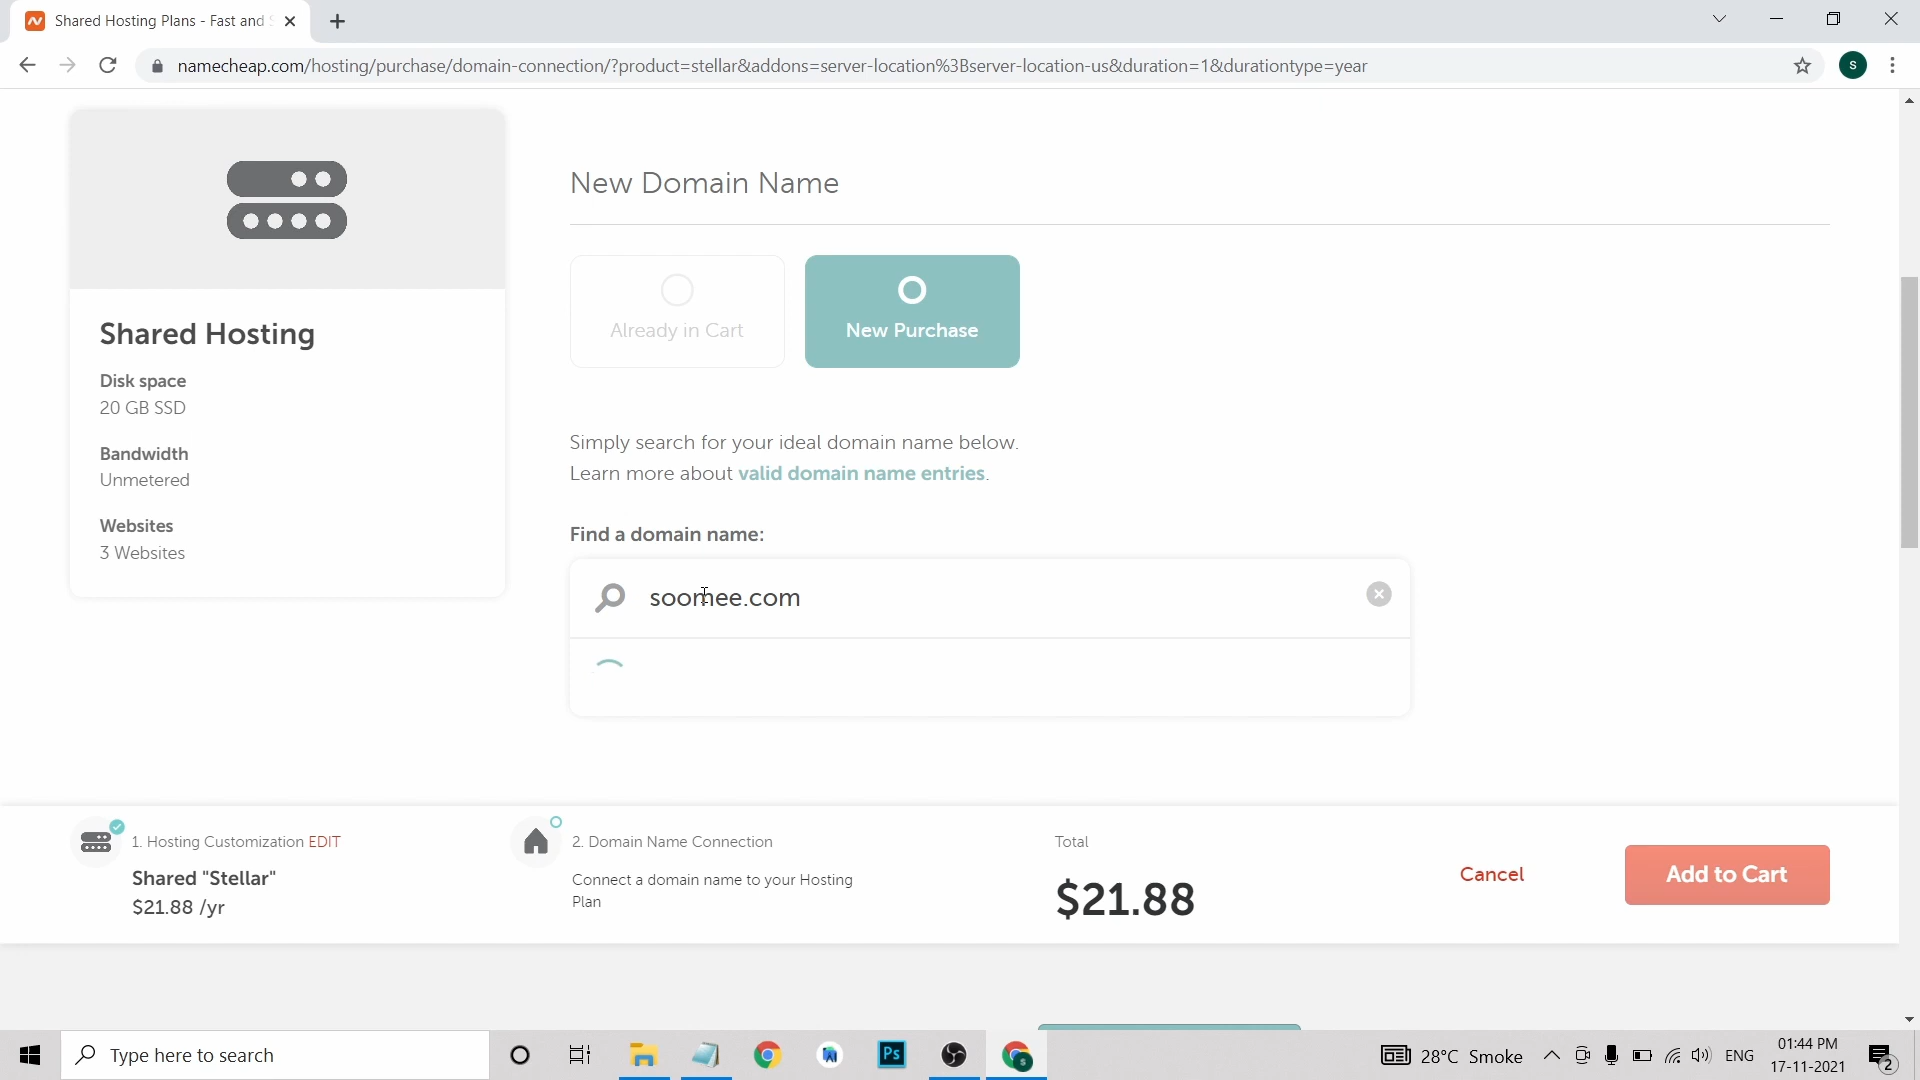 Shared Hosting Plans - Fast and
namecheap.com/hosting/purchase/domain-connection/?product=stellar&addons=server-location%3Bserver-location-us&duration=1&durationtype=year
S
New Domain Name
Already in Cart
New Purchase
Shared Hosting
Disk space
20 GB SSD
Bandwidth
Unmetered
Websites
3 Websites
Simply search for your ideal domain name below.
Learn more about valid domain name entries.
Find a domain name:
soomee.com
1. Hosting Customization EDIT
Shared "Stellar"
$21.88 /yr
2. Domain Name Connection
Connect a domain name to your Hosting
Plan
Total
$21.88
Cancel
Add to Cart
Type here to search
Ps
S
28°C Smoke
ENG
01:44 PM
17-11-2021
2